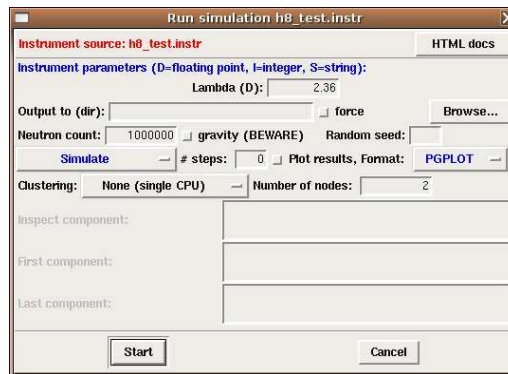 Run simulation h8_test.instr
Instrument source: h8_test.instr HTML docs
Instrument parameters (D=floating point, I=integer, S=string):
Lambda (D): 2.36
Output to (dir): force Browse...
Neutron count: 1000000 gravity (BEWARE) Random seed:
Simulate # steps: 0 Plot results, Format: PGPLOT
Clustering: None (single CPU) Number of nodes: 2
Inspect component:
First component:
Last component:
Start Cancel